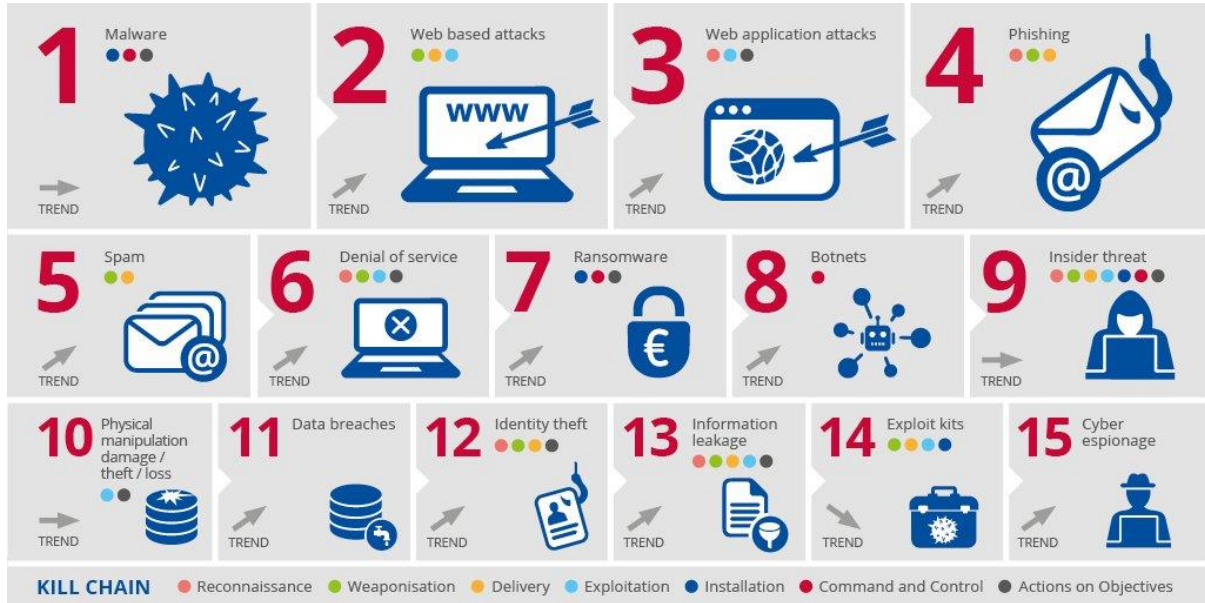 1
Malware
TREND
2
Web based attacks
WWW
TREND
3
Web application attacks
TREND
4
Phishing
@
TREND
5
Spam
@
TREND
6
Denial of service
TREND
7
Ransomware
€
TREND
8
Botnets
TREND
9
Insider threat
TREND
10
Physical
manipulation
damage /
theft / loss
TREND
11
Data breaches
TREND
12
Identity theft
TREND
13
Information
leakage
TREND
14
Exploit kits
TREND
15
Cyber
espionage
TREND
KILL CHAIN Reconnaissance Weaponisation Delivery Exploitation Installation Command and Control Actions on Objectives